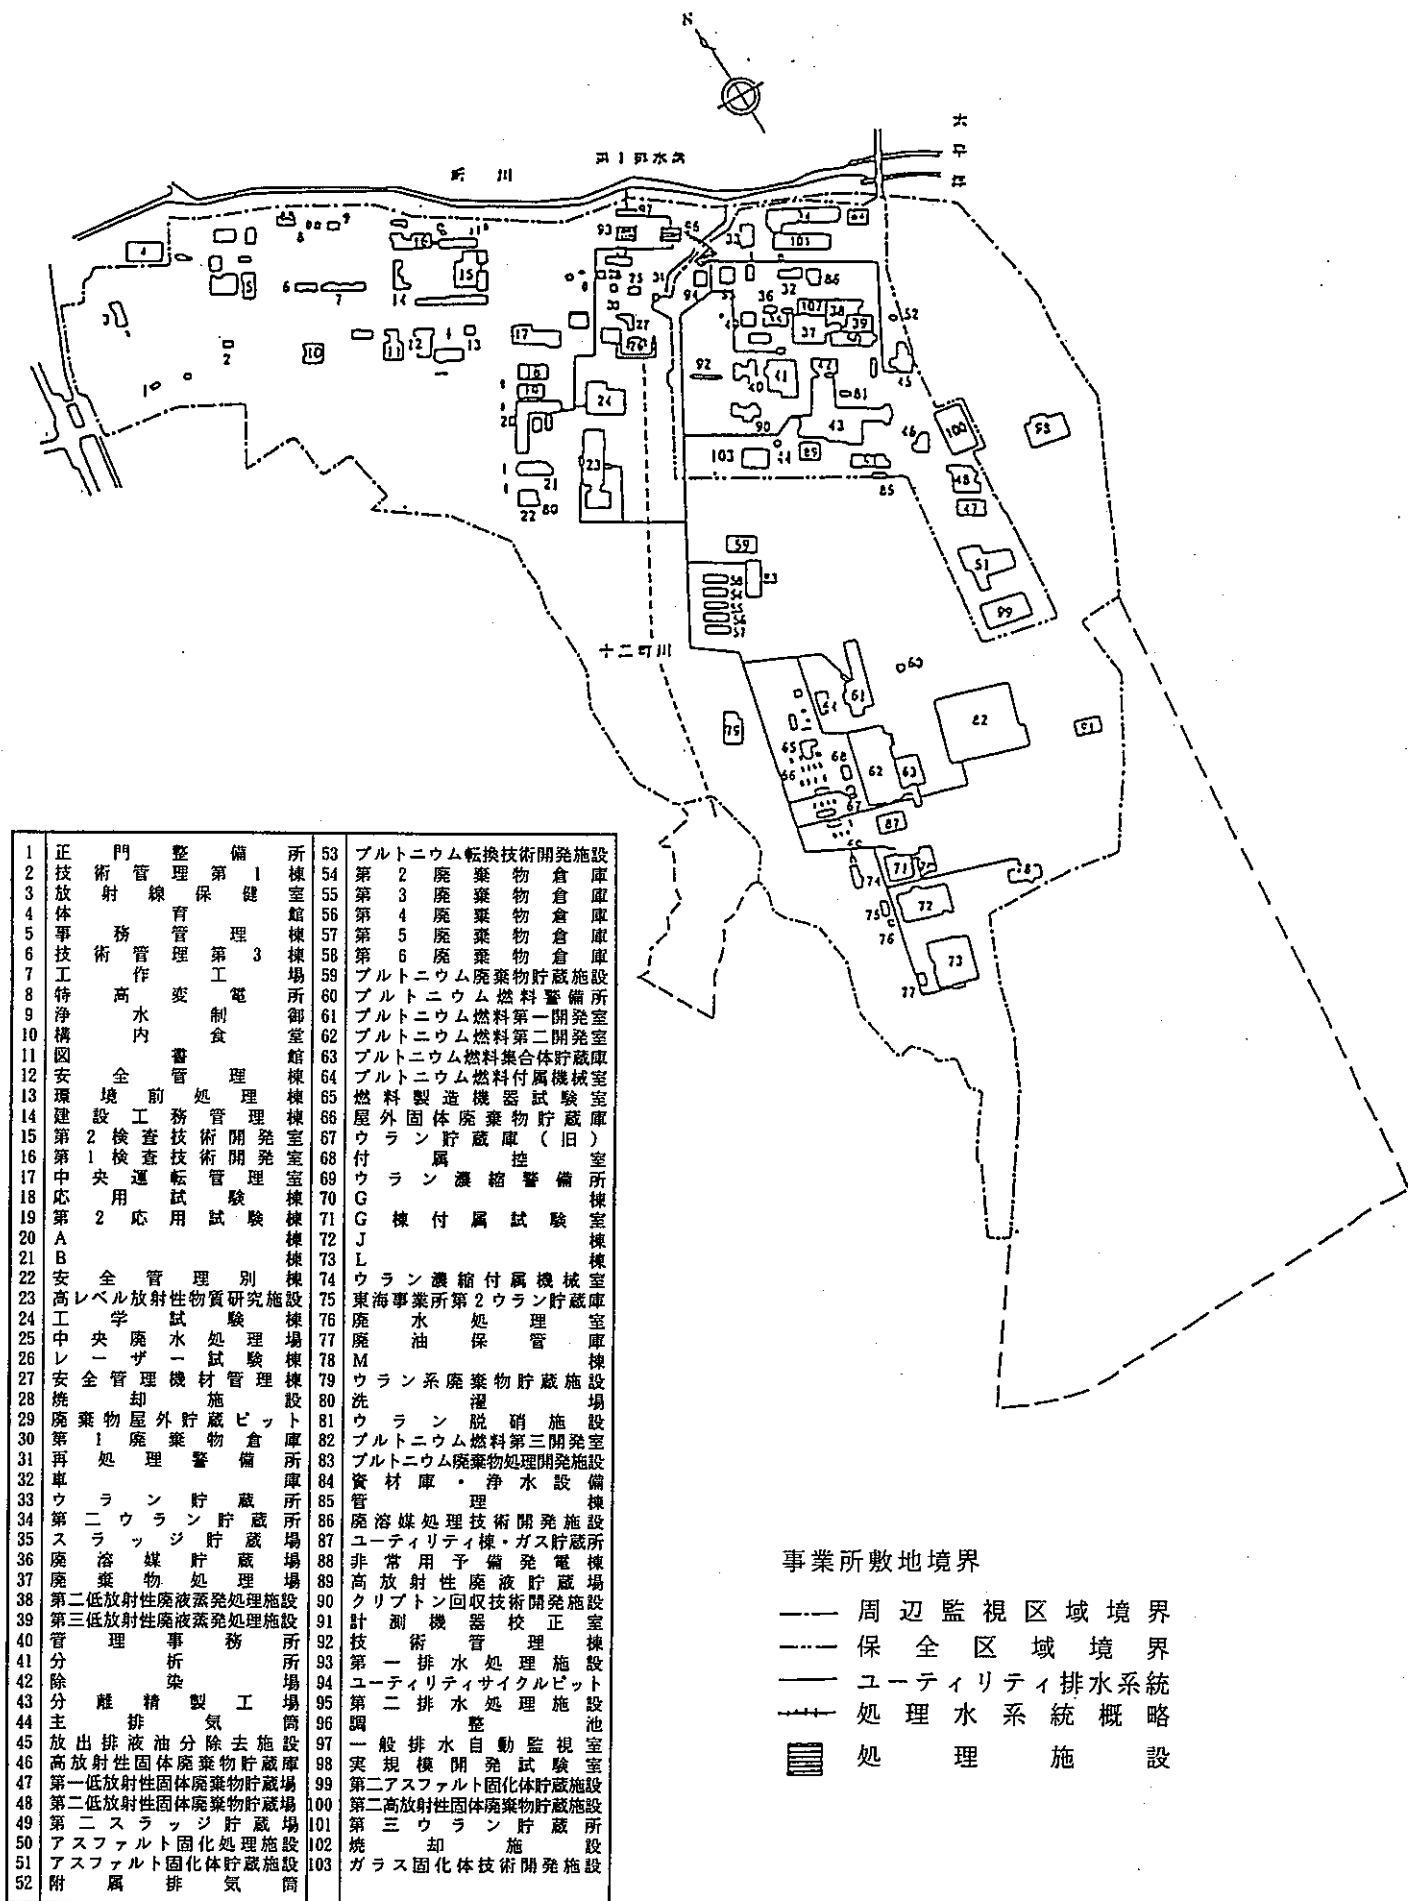 N
太平洋
新川
第1排水溝
十二町川
1 正門整備所
2 技術管理第1棟
3 放射線保健室
4 体育館
5 事務管理棟
6 技術管理第3棟
7 工作工場
8 特高変電所
9 浄水制御
10 構内食堂
11 図書館
12 安全管理棟
13 環境前処理棟
14 建設工務管理棟
15 第2検査技術開発室
16 第1検査技術開発室
17 中央運転管理室
18 応用試験棟
19 第2応用試験棟
20 A棟
21 B棟
22 安全管理別棟
23 高レベル放射性物質研究施設
24 工学試験棟
25 中央廃水処理場
26 レーザー試験棟
27 安全管理機材管理棟
28 焼却施設
29 廃棄物屋外貯蔵ピット
30 第1廃棄物倉庫
31 再処理警備所
32 車庫
33 ウラン貯蔵所
34 第二ウラン貯蔵所
35 スラッジ貯蔵場
36 廃溶媒貯蔵場
37 廃棄物処理場
38 第二低放射性廃液蒸発処理施設
39 第三低放射性廃液蒸発処理施設
40 管理事務所
41 分析所
42 除染場
43 分離精製工場
44 主排気筒
45 放出排液油分除去施設
46 高放射性固体廃棄物貯蔵庫
47 第一低放射性固体廃棄物貯蔵場
48 第二低放射性固体廃棄物貯蔵場
49 第二スラッジ貯蔵場
50 アスファルト固化処理施設
51 アスファルト固化体貯蔵施設
52 附属排気筒
53 プルトニウム転換技術開発施設
54 第2廃棄物倉庫
55 第3廃棄物倉庫
56 第4廃棄物倉庫
57 第5廃棄物倉庫
58 第6廃棄物倉庫
59 プルトニウム廃棄物貯蔵施設
60 プルトニウム燃料警備所
61 プルトニウム燃料第一開発室
62 プルトニウム燃料第二開発室
63 プルトニウム燃料集合体貯蔵庫
64 プルトニウム燃料付属機械室
65 燃料製造機器試験室
66 屋外固体廃棄物貯蔵庫
67 ウラン貯蔵庫（旧）
68 付属控室
69 ウラン濃縮警備所
70 G棟
71 G棟付属試験室
72 J棟
73 L棟
74 ウラン濃縮付属機械室
75 東海事業所第2ウラン貯蔵庫
76 廃水処理室
77 廃油保管庫
78 M棟
79 ウラン系廃棄物貯蔵施設
80 洗濯場
81 ウラン脱硝施設
82 プルトニウム燃料第三開発室
83 プルトニウム廃棄物処理開発施設
84 資材庫・浄水設備
85 管理棟
86 廃溶媒処理技術開発施設
87 ユーティリティ棟・ガス貯蔵所
88 非常用予備発電棟
89 高放射性廃液貯蔵場
90 クリプトン回収技術開発施設
91 計測機器校正室
92 技術管理棟
93 第一排水処理施設
94 ユーティリティサイクルピット
95 第二排水処理施設
96 調整池
97 一般排水自動監視室
98 実規模開発試験室
99 第二アスファルト固化体貯蔵施設
100 第二高放射性固体廃棄物貯蔵施設
101 第三ウラン貯蔵所
102 焼却施設
103 ガラス固化体技術開発施設
事業所敷地境界
周辺監視区域境界
保全区域境界
ユーティリティ排水系統
処理水系統概略
処理施設